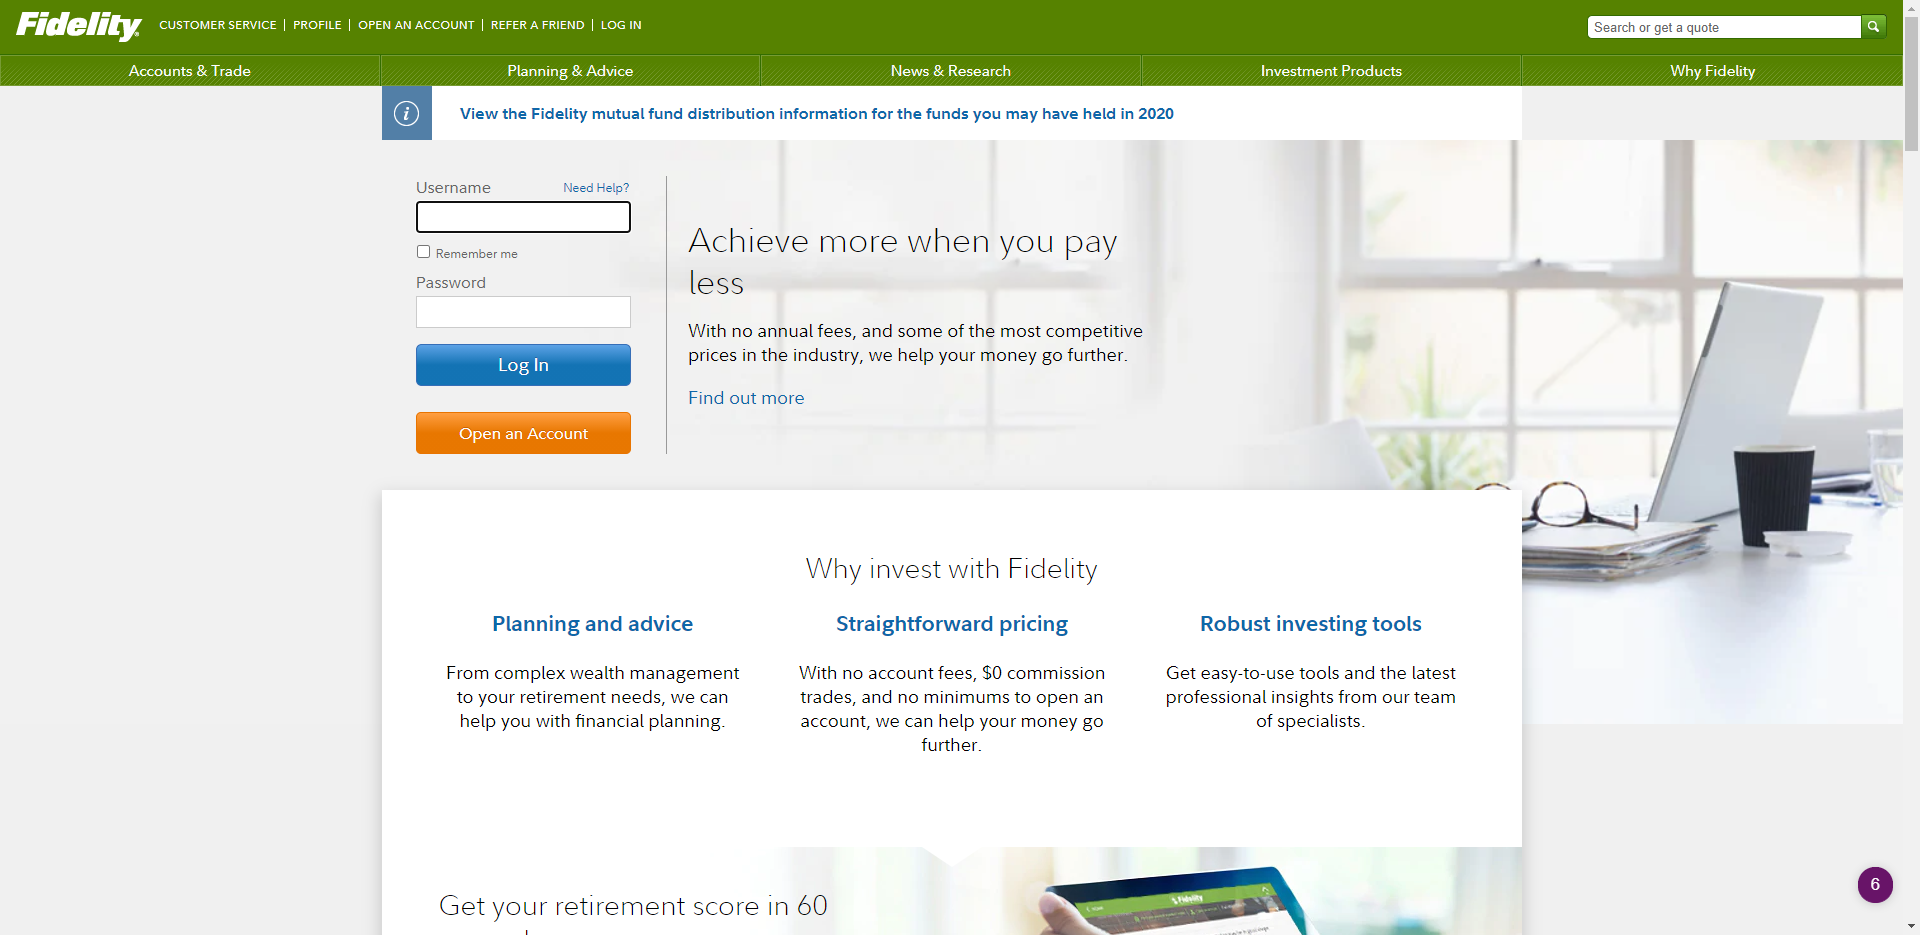 Fidelity
CUSTOMER SERVICE | PROFILE | OPEN AN ACCOUNT | REFER A FRIEND | LOG IN
Search or get a quote
Accounts & Trade
Planning & Advice
News & Research
Investment Products
Why Fidelity
i
View the Fidelity mutual fund distribution information for the funds you may have held in 2020
Username
Need Help?
Remember me
Password
Log In
Open an Account
Achieve more when you pay
less
With no annual fees, and some of the most competitive
prices in the industry, we help your money go further.
Find out more
Why invest with Fidelity
Planning and advice
From complex wealth management
to your retirement needs, we can
help you with financial planning.
Straightforward pricing
With no account fees, $0 commission
trades, and no minimums to open an
account, we can help your money go
further.
Robust investing tools
Get easy-to-use tools and the latest
professional insights from our team
of specialists.
Get your retirement score in 60
Fidelity
6